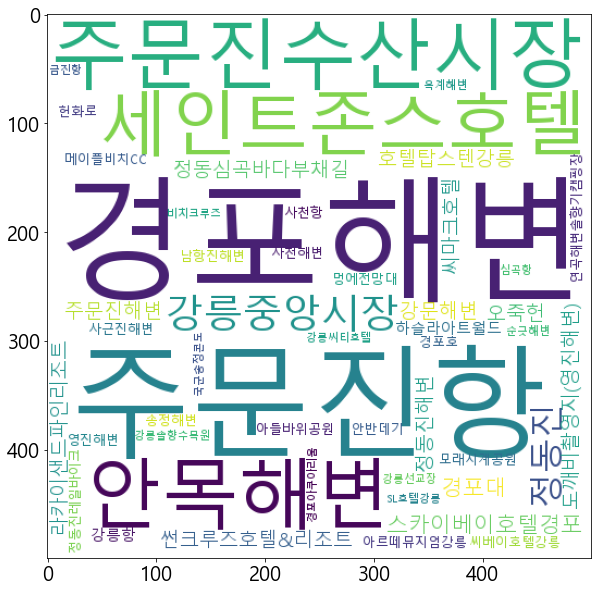 0
100
200
300
400
0
100
200
300
400
주문진수산시장
금진항
옥계해변
헌화로
세인트존스호텔
메이플비치CC
호텔탑스텐강릉
정동심곡바다부채길
경포해변
비치크루즈
사천항
씨마크호텔
연곡해변솔향기캠핑장
남항진해변
사천해변
심곡항
멍에전망대
주문진해변
강릉중앙시장
강문해변
오죽헌
사근진해변
하슬라아트월드
순긋해변
강릉씨티호텔
경포호
국군송정콘도
주문진항
라카이샌드파인리조트
도깨비촬영지(영진해변)
정동진해변
정동진
송정해변
영진해변
강릉솔향수목원
아들바위공원
안반데기
모래시계공원
안목해변
경포아쿠아리움
정동진레일바이크
강릉선교장
경포대
SL호텔강릉
스카이베이호텔경포
강릉항
썬크루즈호텔&리조트
아르떼뮤지엄강릉
씨베이호텔강릉